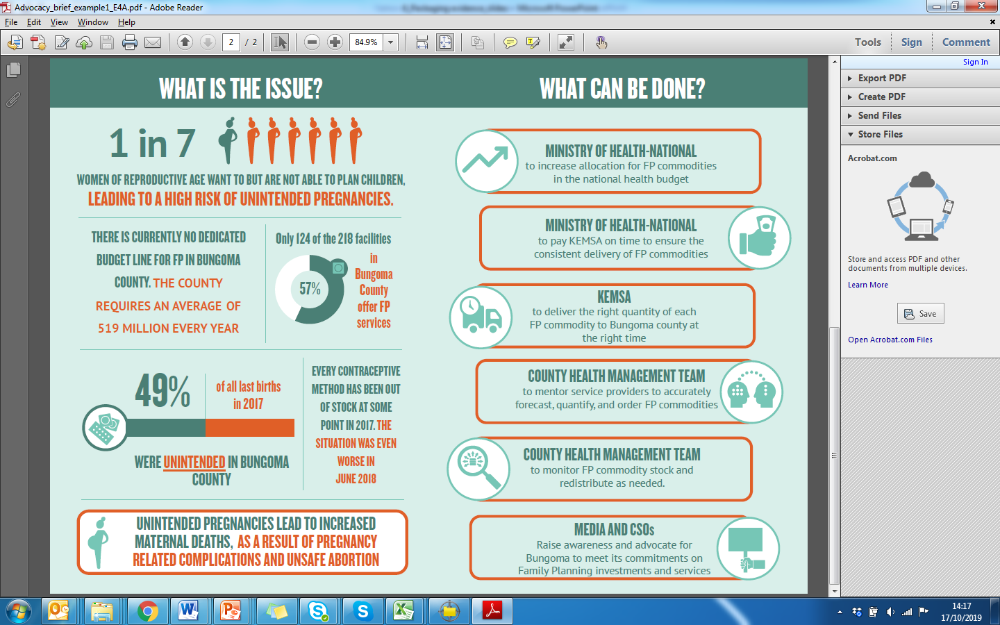 Advocacy_brief_example1_E4A.pdf - Adobe Reader
File Edit View Window Help
2 / 2
84.9%
Tools Sign Comment
Sign In
Export PDF
Create PDF
Send Files
Store Files
Acrobat.com
Store and access PDF and other
documents from multiple devices.
Learn More
Save
Open Acrobat.com Files
WHAT IS THE ISSUE?
1 in 7
WOMEN OF REPRODUCTIVE AGE WANT TO BUT ARE NOT ABLE TO PLAN CHILDREN,
LEADING TO A HIGH RISK OF UNINTENDED PREGNANCIES.
THERE IS CURRENTLY NO DEDICATED
BUDGET LINE FOR FP IN BUNGOMA
COUNTY. THE COUNTY
REQUIRES AN AVERAGE OF
519 MILLION EVERY YEAR
Only 124 of the 218 facilities
57%
in
Bungoma
County
offer FP
services
49%
of all last births
in 2017
WERE UNINTENDED IN BUNGOMA
COUNTY
EVERY CONTRACEPTIVE
METHOD HAS BEEN OUT
OF STOCK AT SOME
POINT IN 2017. THE
SITUATION WAS EVEN
WORSE IN
JUNE 2018
UNINTENDED PREGNANCIES LEAD TO INCREASED
MATERNAL DEATHS, AS A RESULT OF PREGNANCY
RELATED COMPLICATIONS AND UNSAFE ABORTION
WHAT CAN BE DONE?
MINISTRY OF HEALTH-NATIONAL
to increase allocation for FP commodities
in the national health budget
MINISTRY OF HEALTH-NATIONAL
to pay KEMSA on time to ensure the
consistent delivery of FP commodities
KEMSA
to deliver the right quantity of each
FP commodity to Bungoma county at
the right time
COUNTY HEALTH MANAGEMENT TEAM
to mentor service providers to accurately
forecast, quantify, and order FP commodities
COUNTY HEALTH MANAGEMENT TEAM
to monitor FP commodity stock and
redistribute as needed.
MEDIA AND CSOs
Raise awareness and advocate for
Bungoma to meet its commitments on
Family Planning investments and services
14:17
17/10/2019